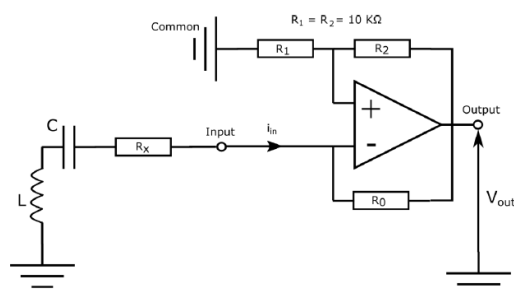 R1 = R2 = 10 KΩ
Common
R1
R2
C
Rx
Input
iin
+
-
Output
L
R0
Vout